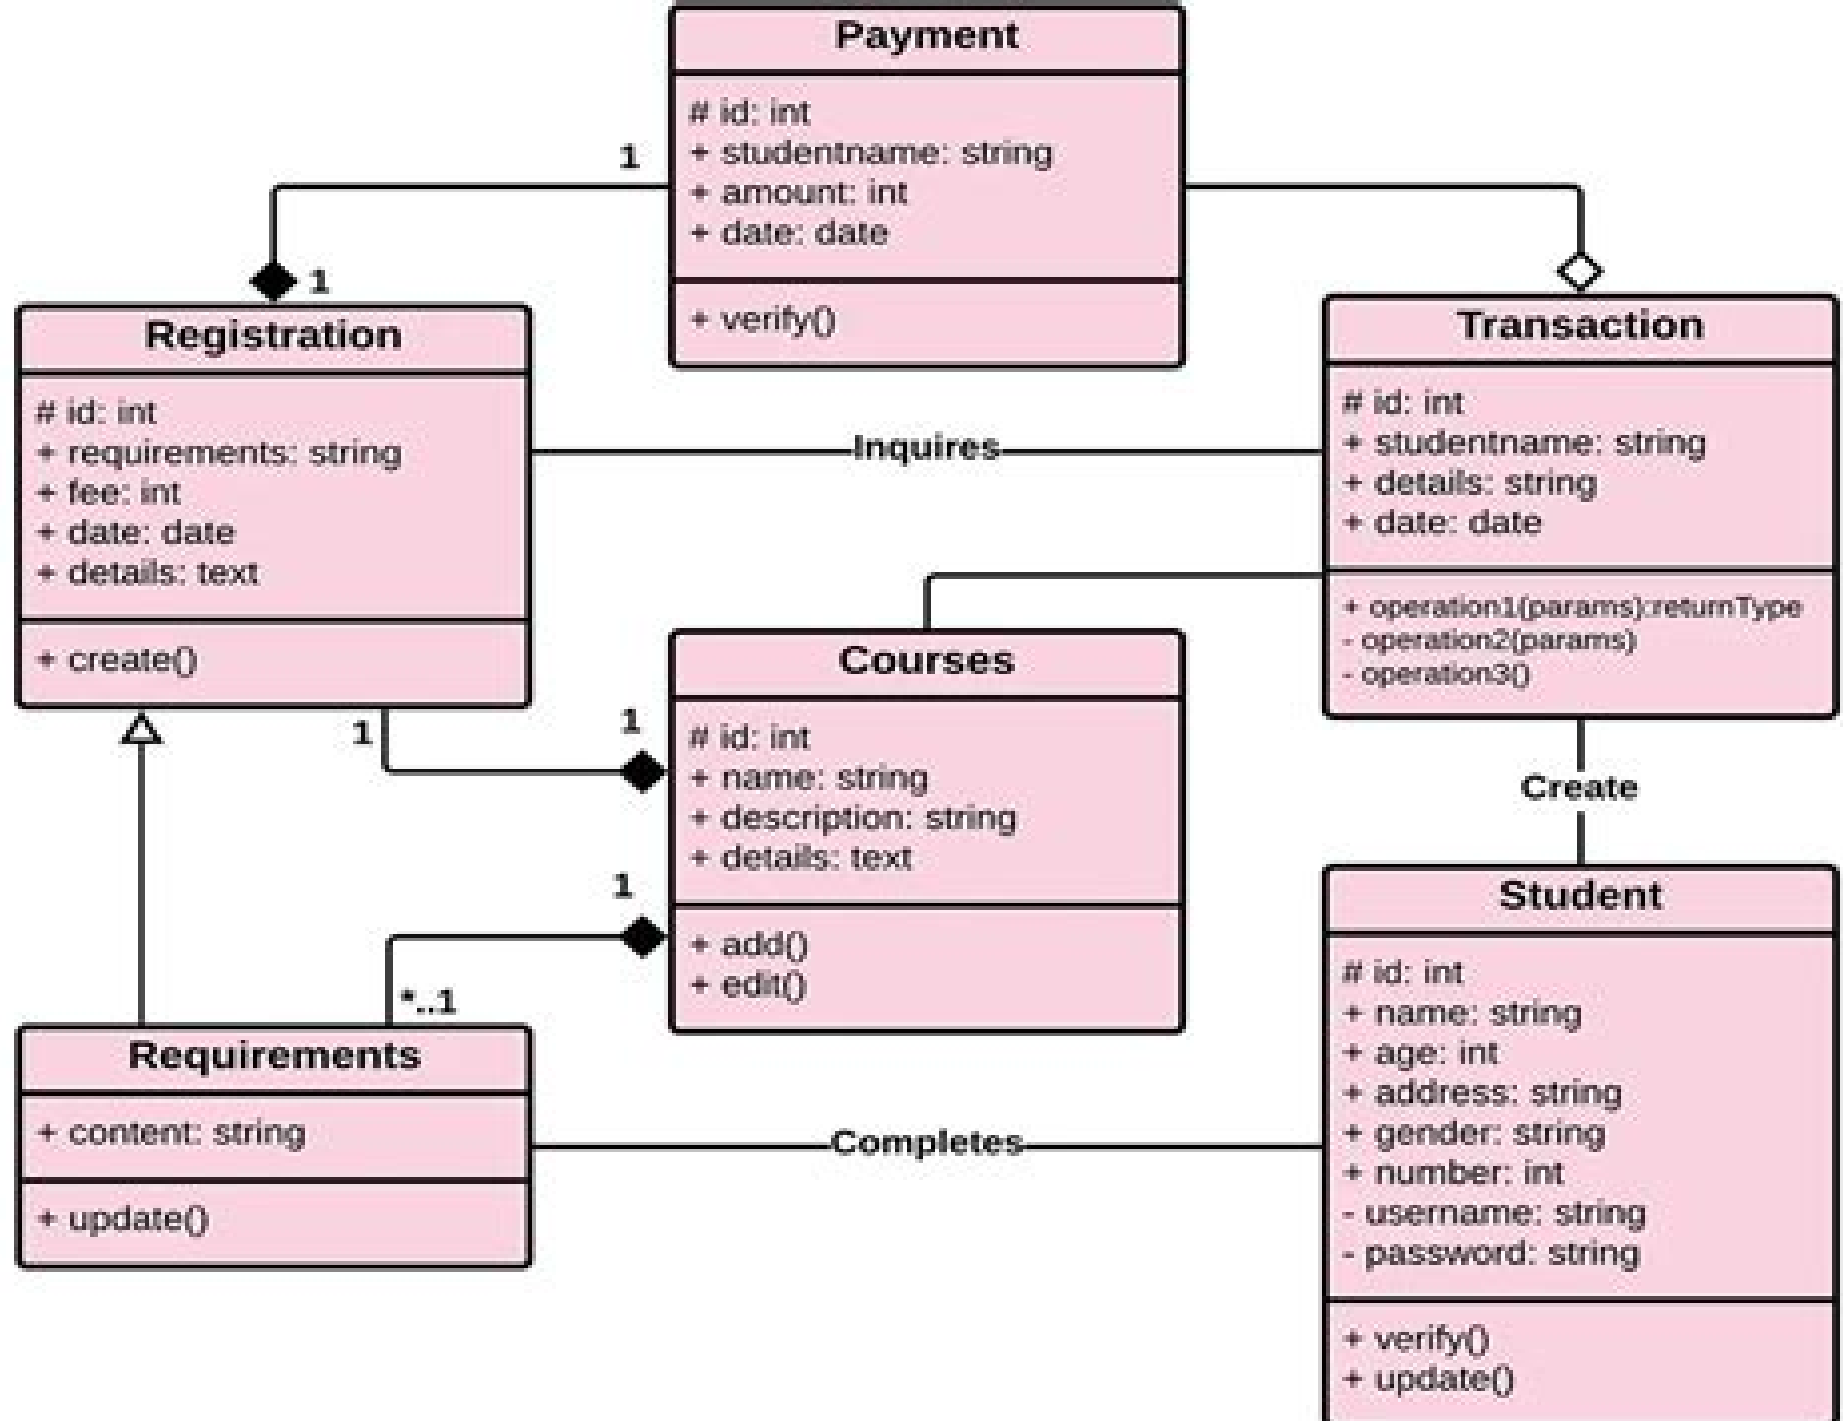 Payment
# id: int
+ studentname: string
+ amount: int
+ date: date
+ verify()
1
1
Registration
# id: int
+ requirements: string
+ fee: int
+ date: date
+ details: text
+ create()
Inquires
Transaction
# id: int
+ studentname: string
+ details: string
+ date: date
+ operation1(params):returnType
- operation2(params)
- operation3()
1
1
Courses
# id: int
+ name: string
+ description: string
+ details: text
+ add()
+ edit()
1
*..1
Create
Requirements
+ content: string
+ update()
Completes
Student
# id: int
+ name: string
+ age: int
+ address: string
+ gender: string
+ number: int
- username: string
- password: string
+ verify()
+ update()